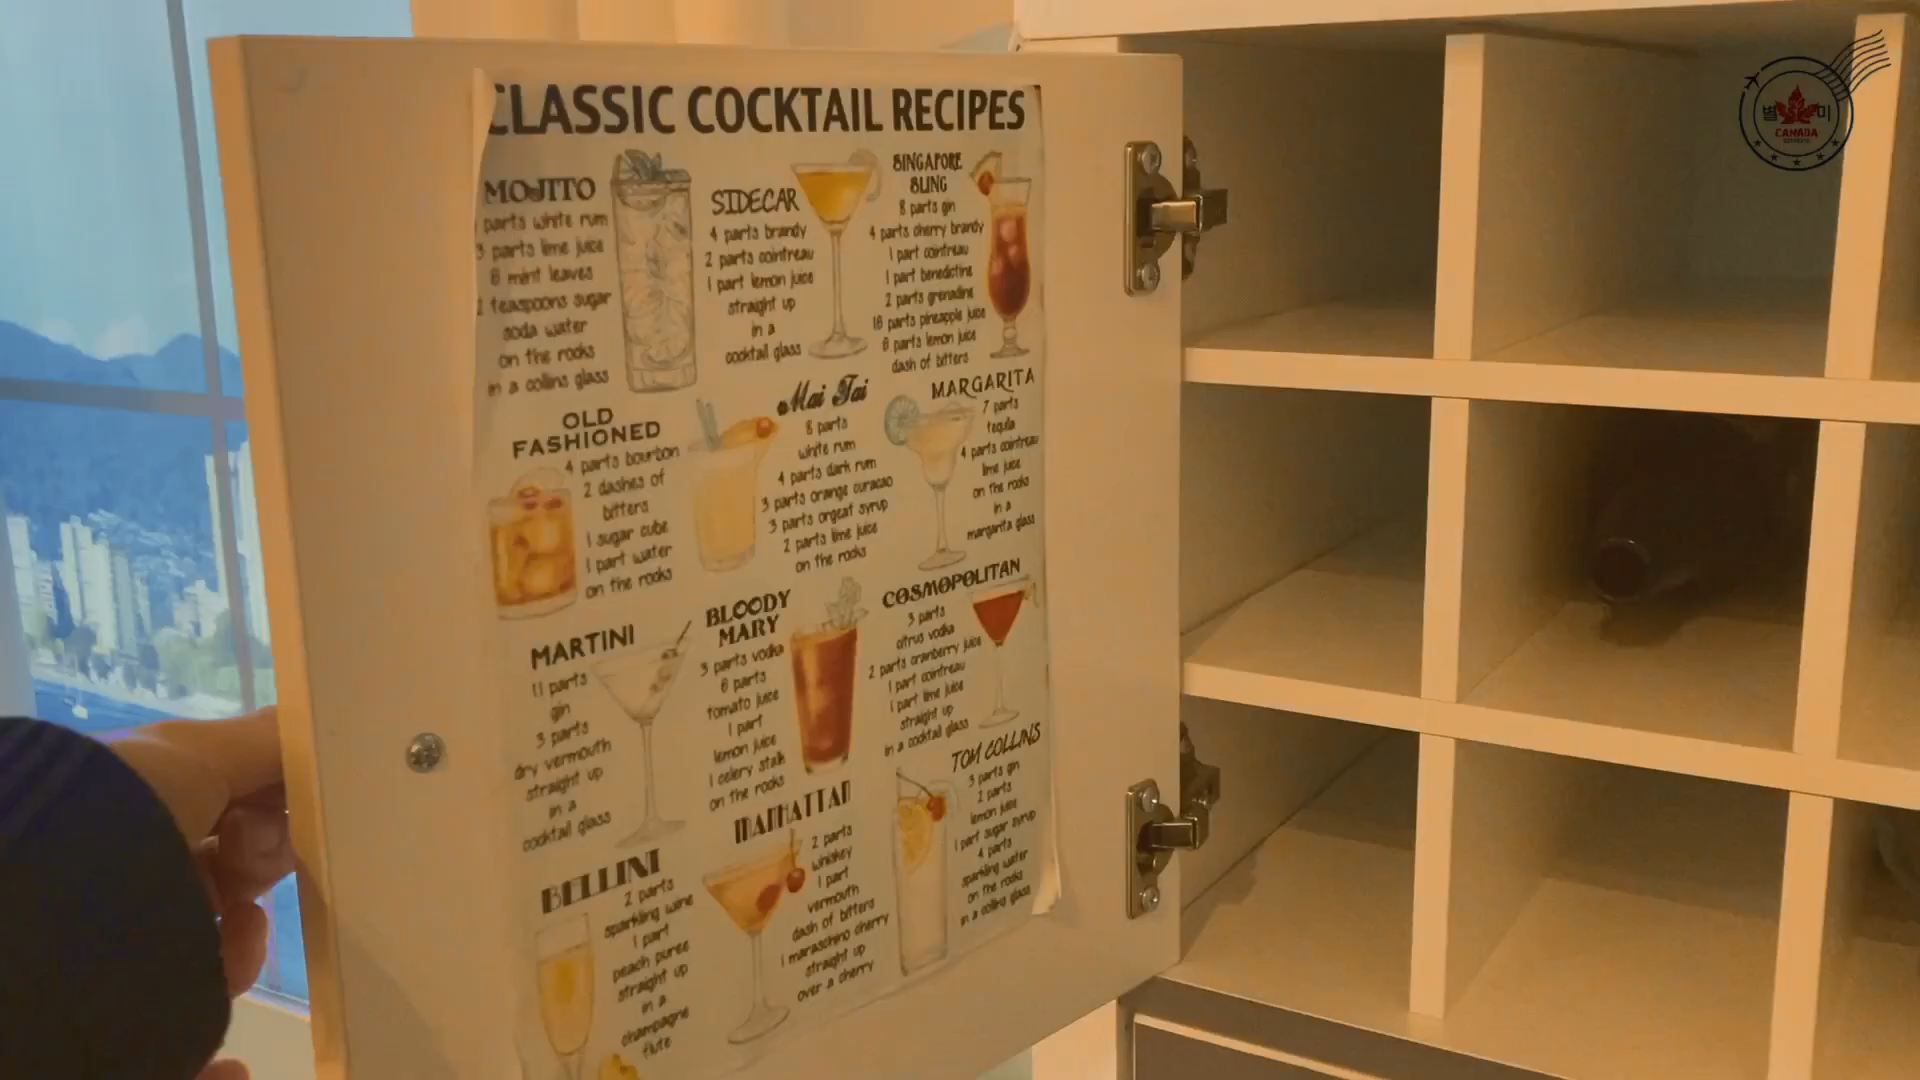 CLASSIC COCKTAIL RECIPES
MOJITO
parts white rum
3 parts lime juice
6 mint leaves
2 teaspoons sugar
soda water
on the rocks
in a collins glass
SIDECAR
4 parts brandy
2 parts cointreau
1 part lemon juice
straight up
in a
cocktail glass
SINGAPORE
SLING
8 parts gin
4 parts cherry brandy
1 part cointreau
1 part benedictine
2 parts grenadine
16 parts pineapple juice
6 parts lemon juice
dash of bitters
OLD
FASHIONED
4 parts bourbon
2 dashes of
bitters
1 sugar cube
1 part water
on the rocks
Mai Tai
8 parts
white rum
4 parts dark rum
3 parts orange curacao
3 parts orgeat syrup
2 parts lime juice
on the rocks
MARGARITA
7 parts
tequila
4 parts cointreau
lime juice
on the rocks
in a
margarita glass
MARTINI
11 parts
gin
3 parts
dry vermouth
straight up
in a
cocktail glass
BLOODY
MARY
3 parts vodka
6 parts
tomato juice
1 part
lemon juice
1 celery stalk
on the rocks
COSMOPOLITAN
3 parts
citrus vodka
2 parts cranberry juice
1 part cointreau
1 part lime juice
straight up
in a cocktail glass
BELLINI
2 parts
sparkling wine
1 part
peach puree
straight up
in a
champagne
flute
MANHATTAN
2 parts
whiskey
1 part
vermouth
dash of bitters
1 maraschino cherry
straight up
over a cherry
TOM COLLINS
3 parts gin
2 parts
lemon juice
1 part sugar syrup
4 parts
sparkling water
on the rocks
in a collins glass
별미
CANADA